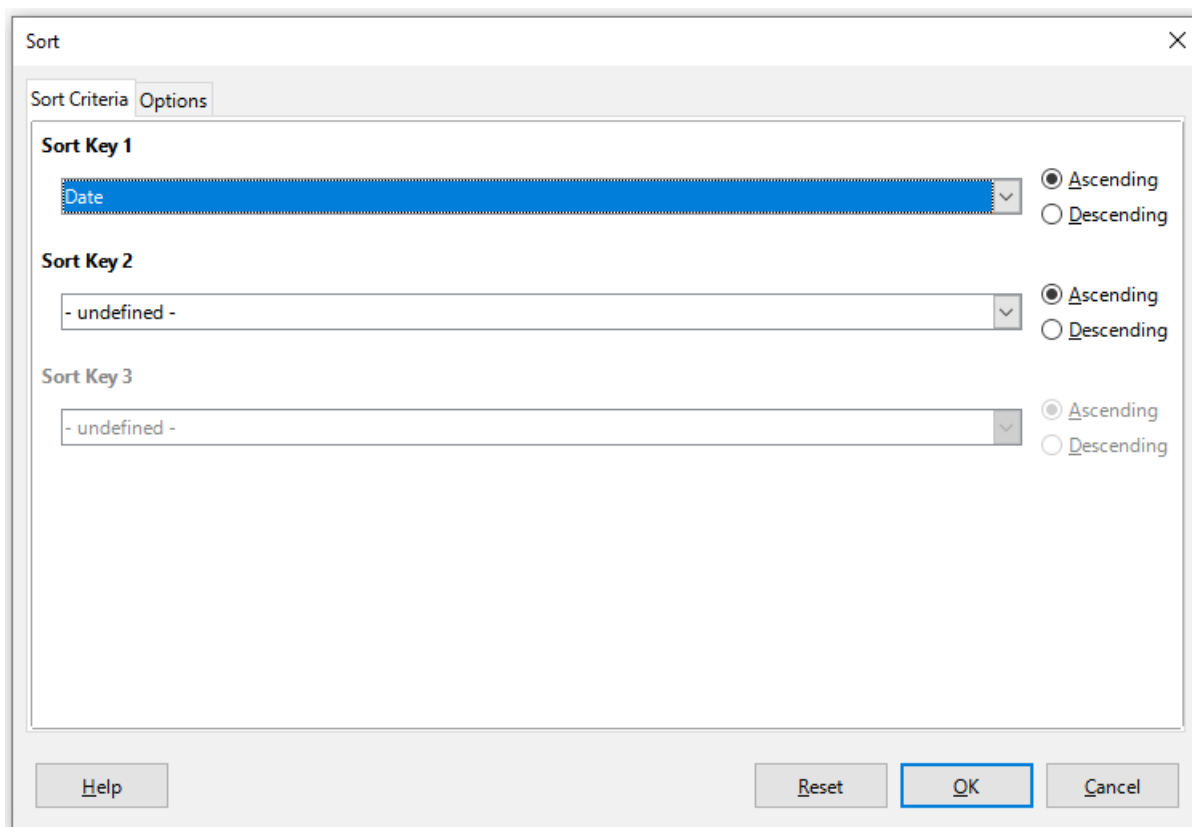 Sort
Sort Criteria Options
Sort Key 1
Date
Ascending
Descending
Sort Key 2
- undefined -
Ascending
Descending
Sort Key 3
- undefined -
Ascending
Descending
Help Reset OK Cancel